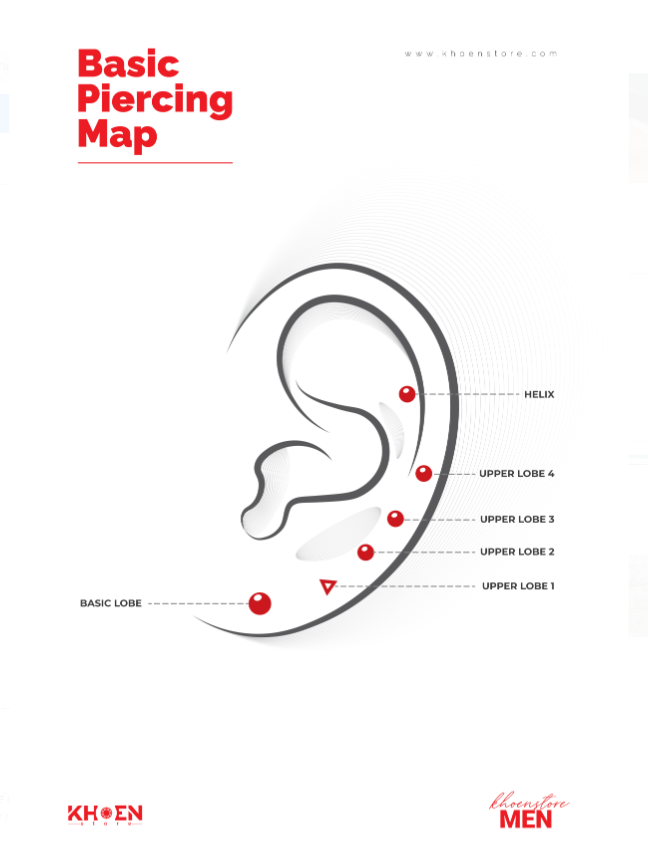 Basic
Piercing
Map
www.khoenstore.com
HELIX
UPPER LOBE 4
UPPER LOBE 3
UPPER LOBE 2
UPPER LOBE 1
BASIC LOBE
KHOEN
store
khoenstore
MEN